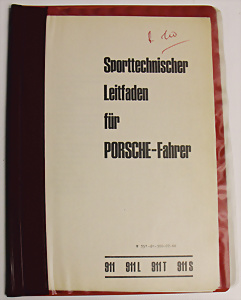 Sporttechnischer
Leitfaden
für
PORSCHE-Fahrer
911 911 L 911 T 911 S